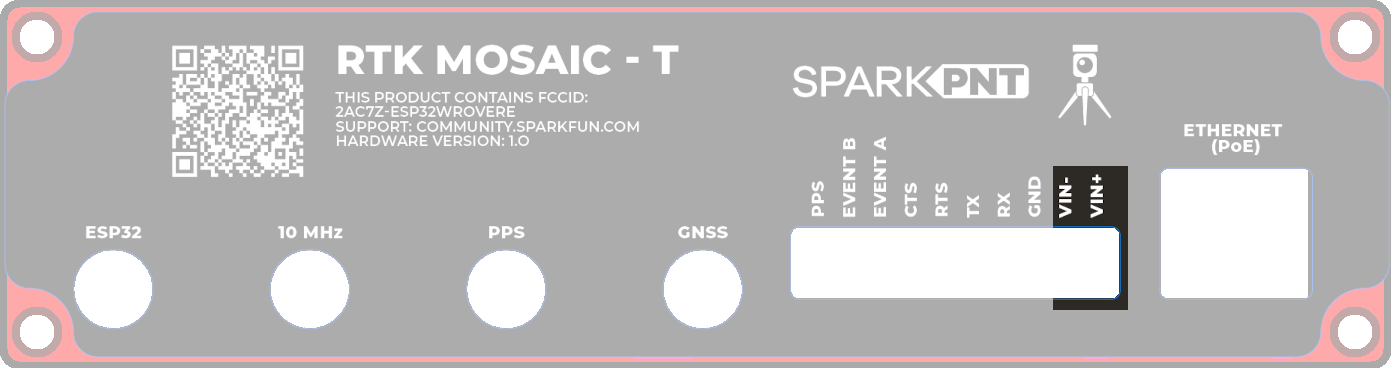 RTK MOSAIC - T
THIS PRODUCT CONTAINS FCCID:
2AC7Z-ESP32WROVERE
SUPPORT: COMMUNITY.SPARKFUN.COM
HARDWARE VERSION: 1.0
SPARKPNT
ETHERNET
(PoE)
PPS
EVENT B
EVENT A
CTS
RTS
TX
RX
GND
VIN-
VIN+
ESP32
10 MHz
PPS
GNSS